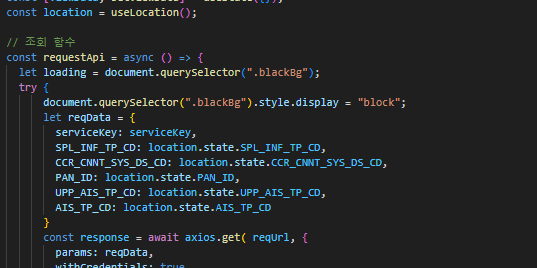 const location = useLocation();
// 조회 함수
const requestApi = async () => {
let loading = document.querySelector(".blackBg");
try {
document.querySelector(".blackBg").style.display = "block";
let reqData = {
serviceKey: serviceKey,
SPL_INF_TP_CD: location.state.SPL_INF_TP_CD,
CCR_CNNT_SYS_DS_CD: location.state.CCR_CNNT_SYS_DS_CD,
PAN_ID: location.state.PAN_ID,
UPP_AIS_TP_CD: location.state.UPP_AIS_TP_CD,
AIS_TP_CD: location.state.AIS_TP_CD
}
const response = await axios.get( reqUrl, {
params: reqData,
withCredentials: true